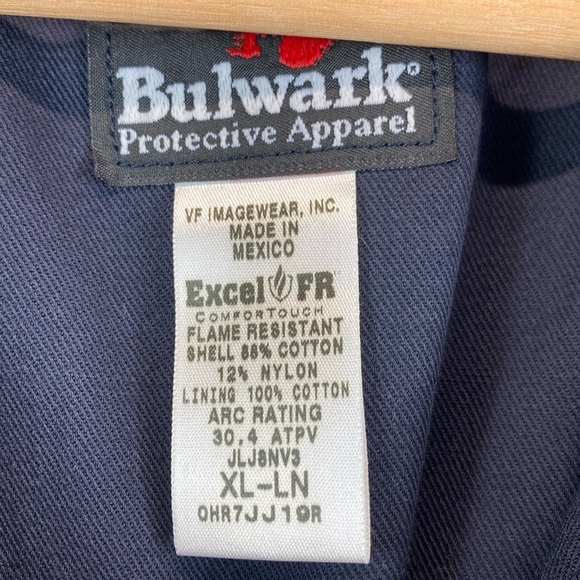 Bulwark®
Protective Apparel
VF IMAGEWEAR, INC.
MADE IN
MEXICO
Excel FR™
COMFORTOUCH
FLAME RESISTANT
SHELL 88% COTTON
12% NYLON
LINING 100% COTTON
ARC RATING
30.4 ATPV
JLJ8NV3
XL-LN
OHR7JJ19R